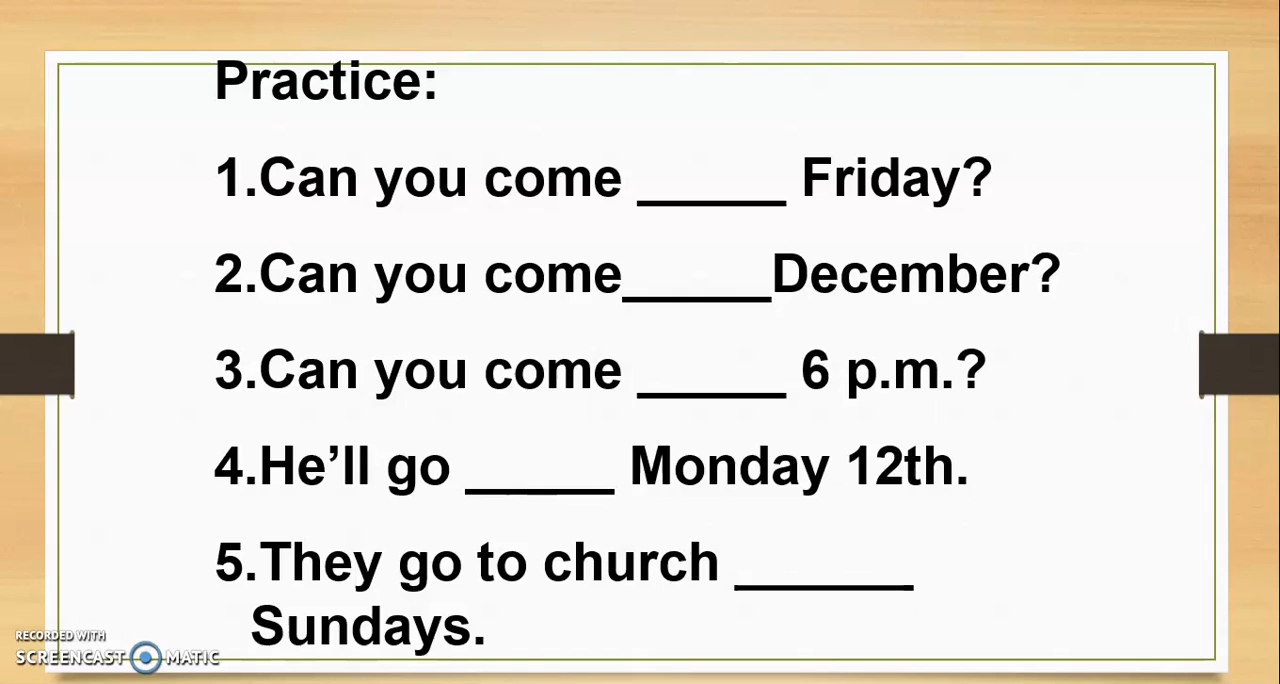 Practice:
1.Can you come _____ Friday?
2.Can you come_____December?
3.Can you come _____ 6 p.m.?
4.He’ll go _____ Monday 12th.
5.They go to church ______
Sundays.
RECORDED WITH
SCREENCAST MATIC